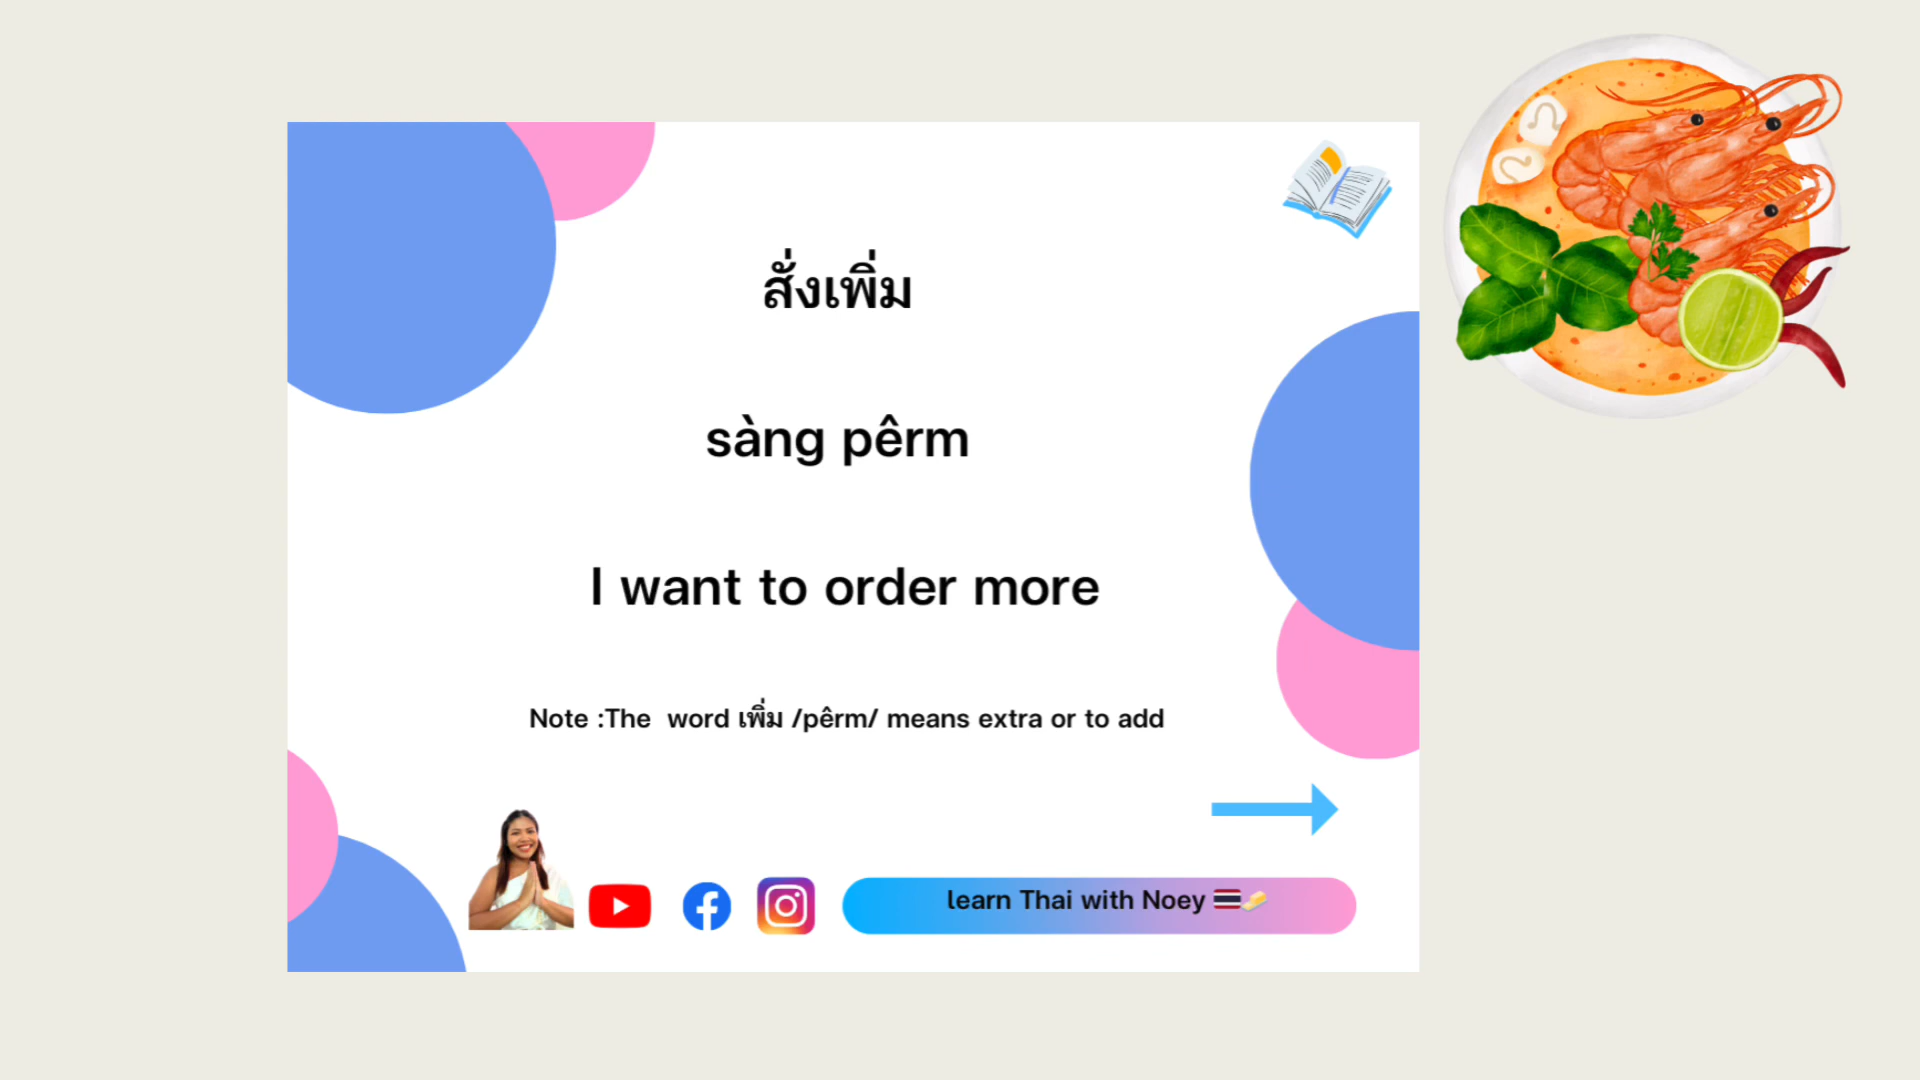 สั่งเพิ่ม
sàng pêrm
I want to order more
Note :The word เพิ่ม /pêrm/ means extra or to add
learn Thai with Noey